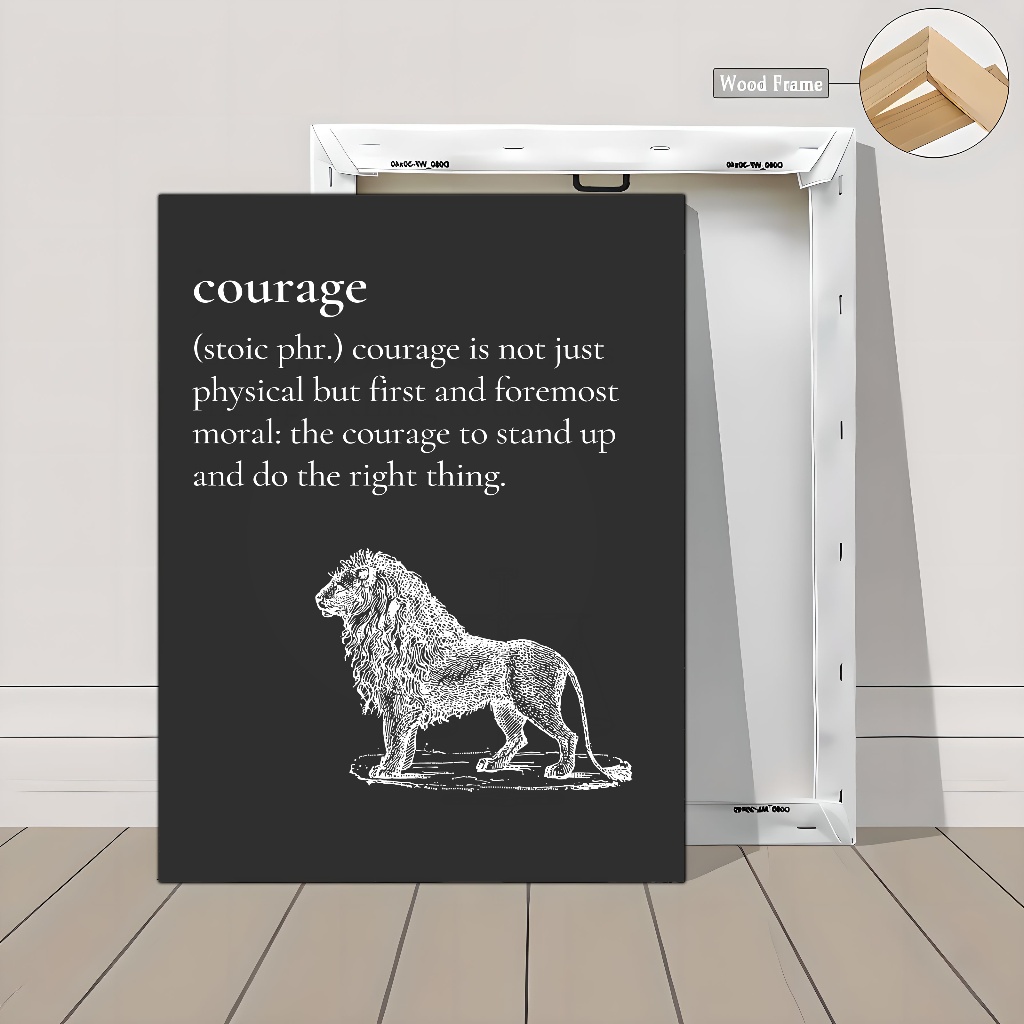 Wood Frame
courage
(stoic phr.) courage is not just
physical but first and foremost
moral: the courage to stand up
and do the right thing.